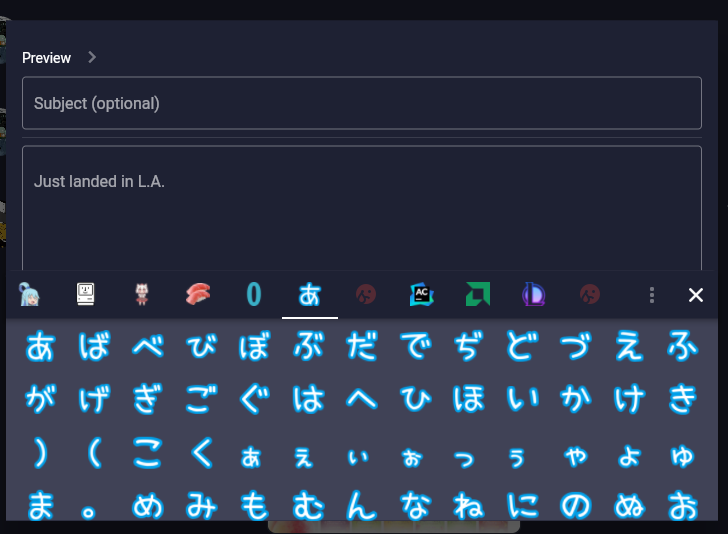 Preview
Subject (optional)
Just landed in L.A.
0 あ AC
あ ば べ び ぼ ぶ だ で ぢ ど づ え ふ
が げ ぎ ご ぐ は へ ひ ほ い か け き
) ( こ く ぁ ぇ ぃ ぉ っ ぅ ゃ ょ ゅ
ま 。 め み も む ん な ね に の ぬ お